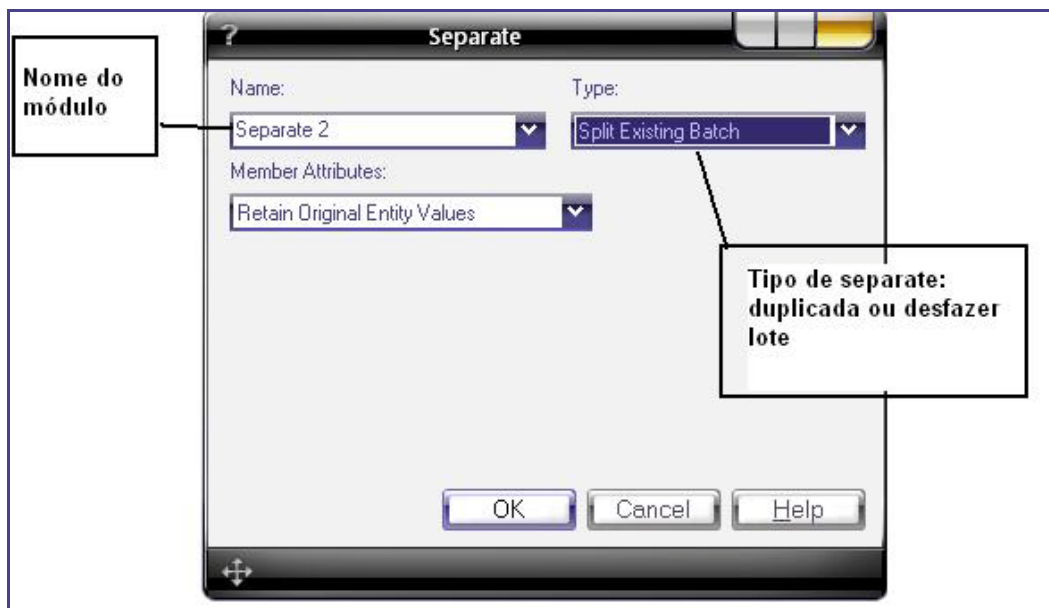 ? Separate
Nome do
módulo
Name:
Type:
Separate 2
Split Existing Batch
Member Attributes:
Retain Original Entity Values
Tipo de separate:
duplicada ou desfazer
lote
OK
Cancel
Help